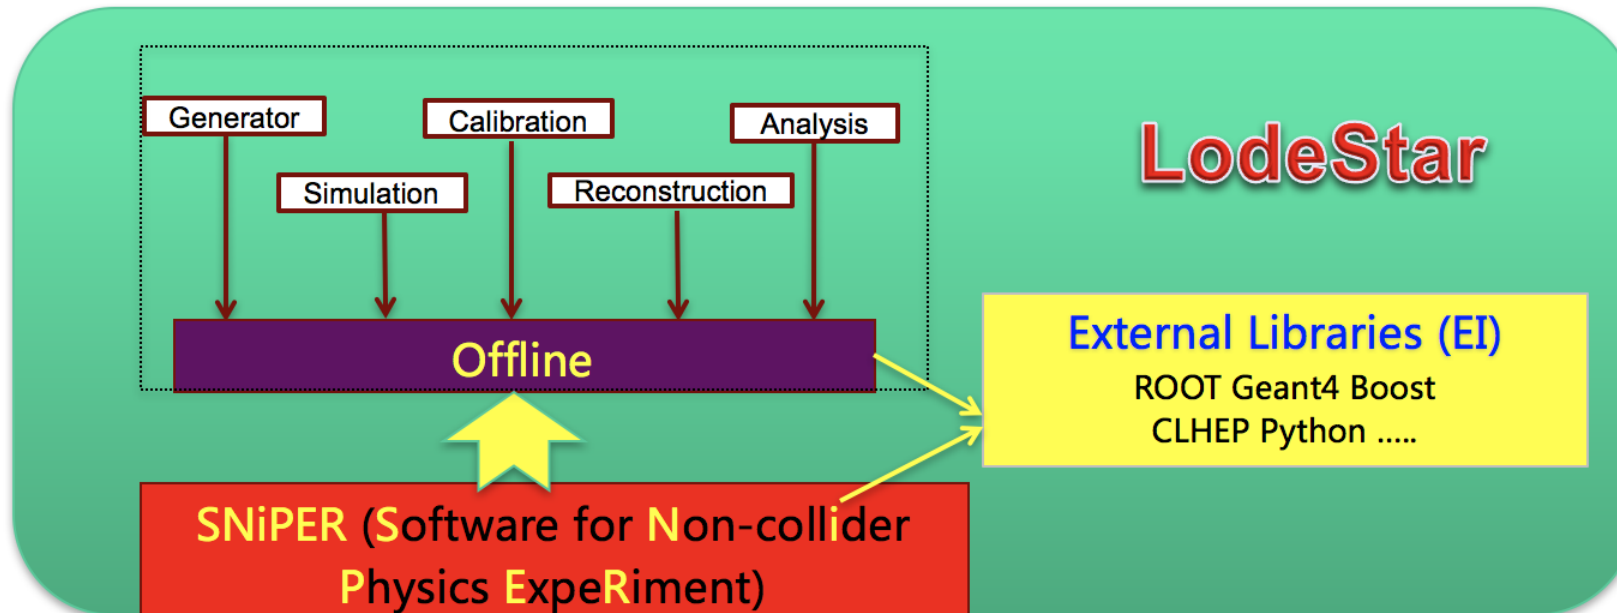 Generator
Calibration
Analysis
LodeStar
Simulation
Reconstruction
Offline
External Libraries (EI)
ROOT Geant4 Boost
CLHEP Python .....
SNiPER (Software for Non-collider
Physics ExpeRiment)